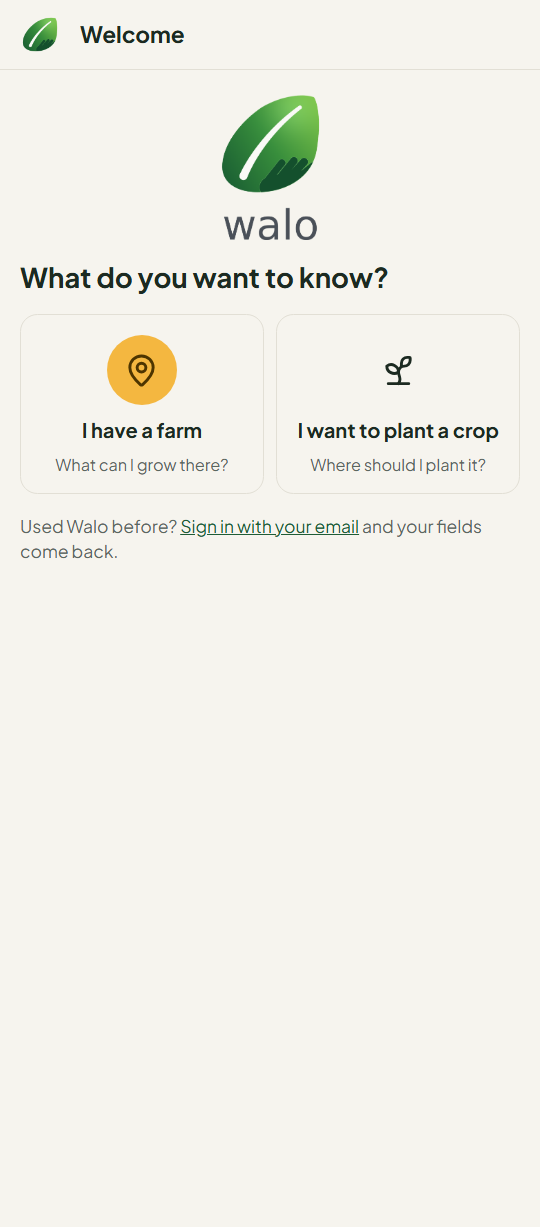 Welcome
walo
What do you want to know?
I have a farm
What can I grow there?
I want to plant a crop
Where should I plant it?
Used Walo before? Sign in with your email and your fields
come back.